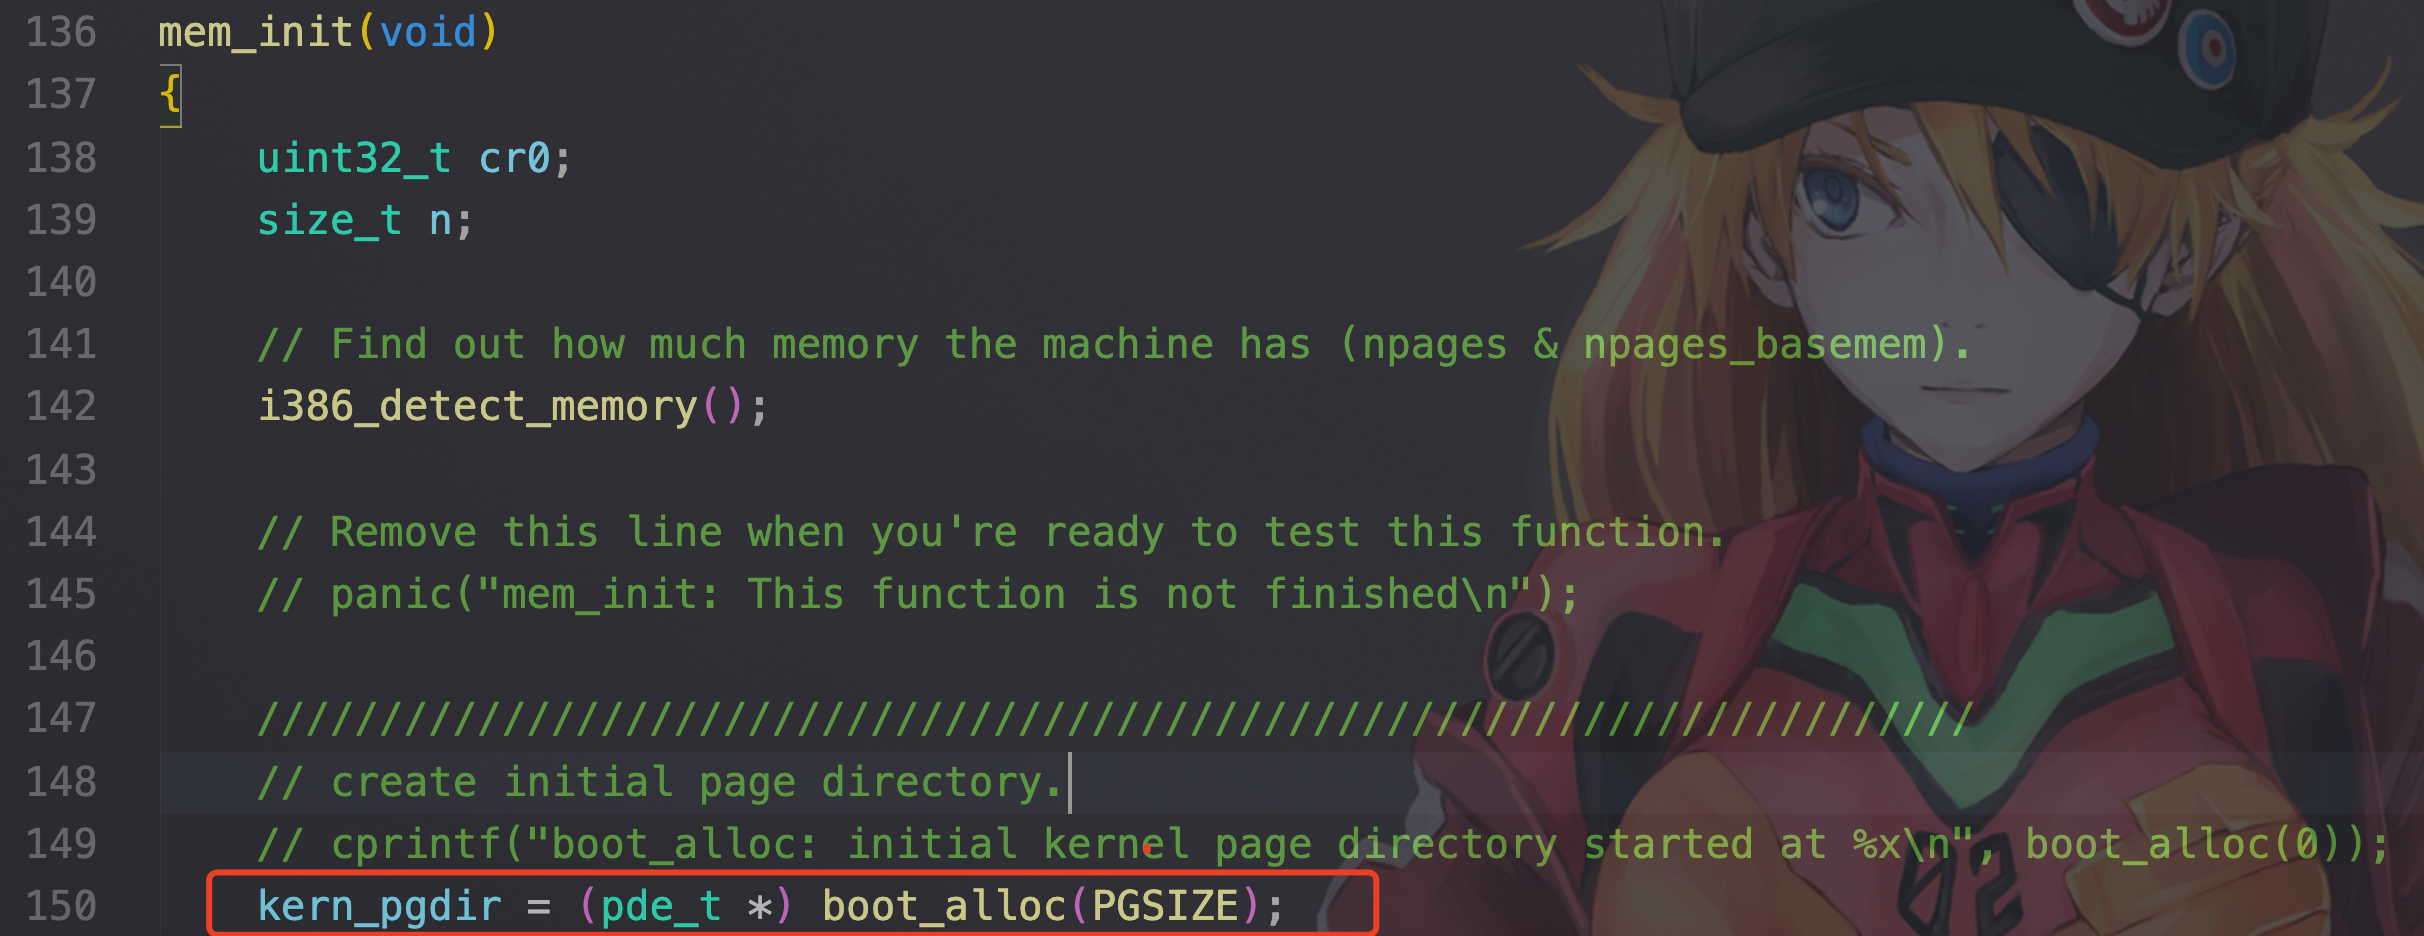 136 mem_init(void)
137 {
138 uint32_t cr0;
139 size_t n;
140
141 // Find out how much memory the machine has (npages & npages_basemem).
142 i386_detect_memory();
143
144 // Remove this line when you're ready to test this function.
145 // panic("mem_init: This function is not finished\n");
146
147 //////////////////////////////////////////////////////////////////////
148 // create initial page directory.
149 // cprintf("boot_alloc: initial kernel page directory started at %x\n", boot_alloc(0));
150 kern_pgdir = (pde_t *) boot_alloc(PGSIZE);
02